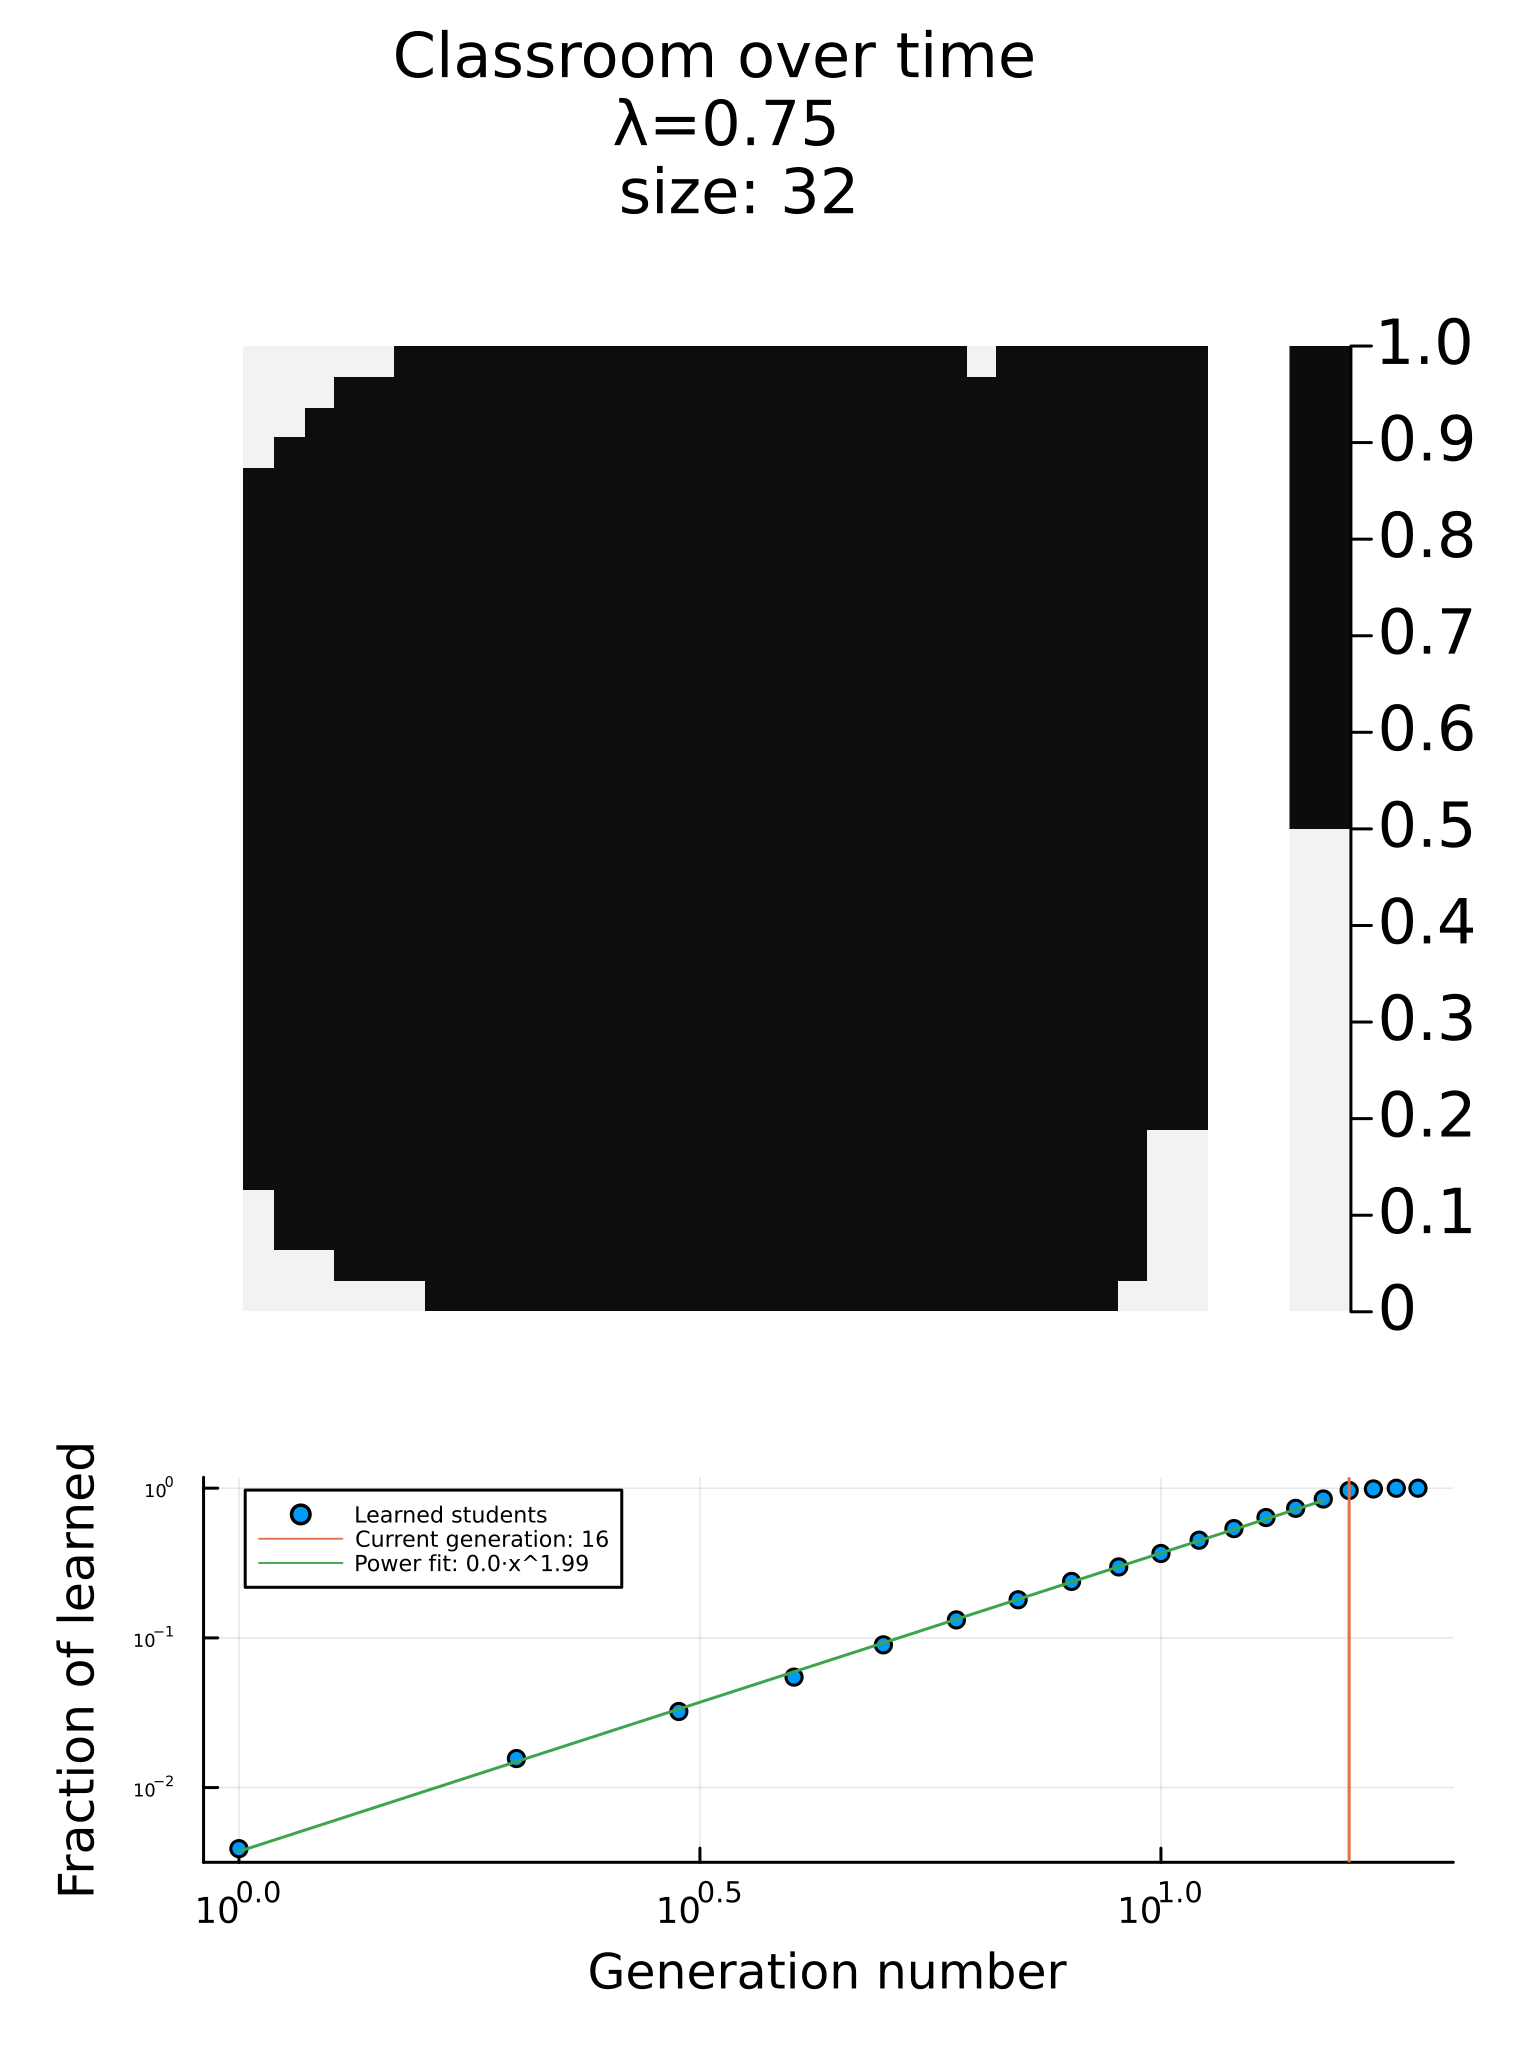 Classroom over time
λ=0.75
size: 32
1.0
0.9
0.8
0.7
0.6
0.5
0.4
0.3
0.2
0.1
0
Fraction of learned
10⁰
10⁻¹
10⁻²
Learned students
Current generation: 16
Power fit: 0.0·x^1.99
10^0.0 10^0.5 10^1.0
Generation number